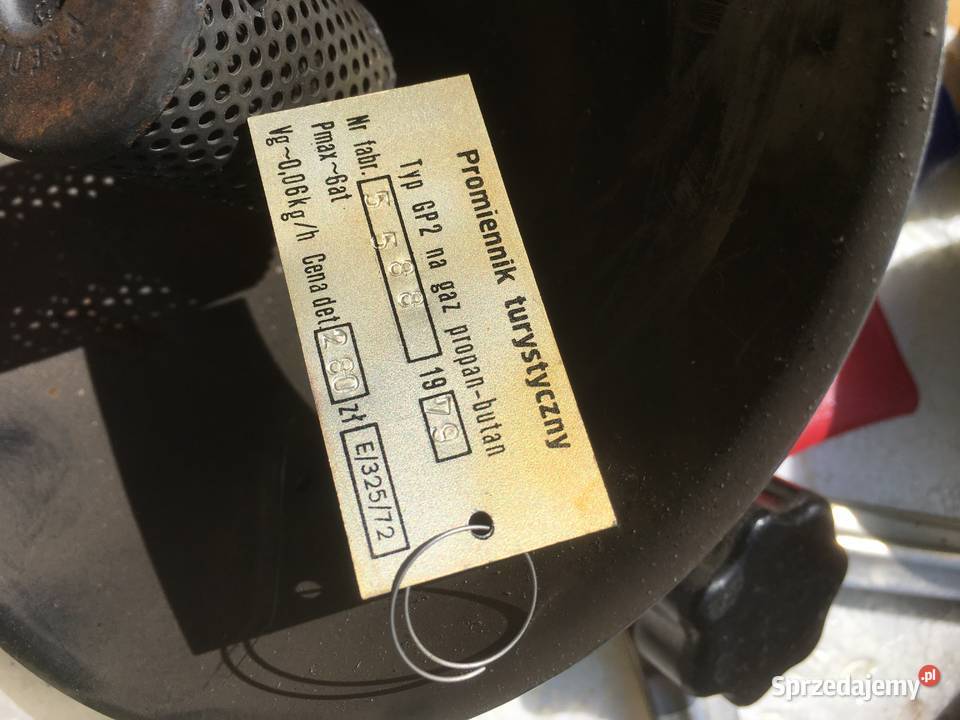 Promiennik turystyczny
Typ GP2 na gaz propan-butan
Nr fabr. 5588 1979
Pmax~6at
Vg~0,06kg/h Cena det. 280 zł E/325/72
Sprzedajemy.pl